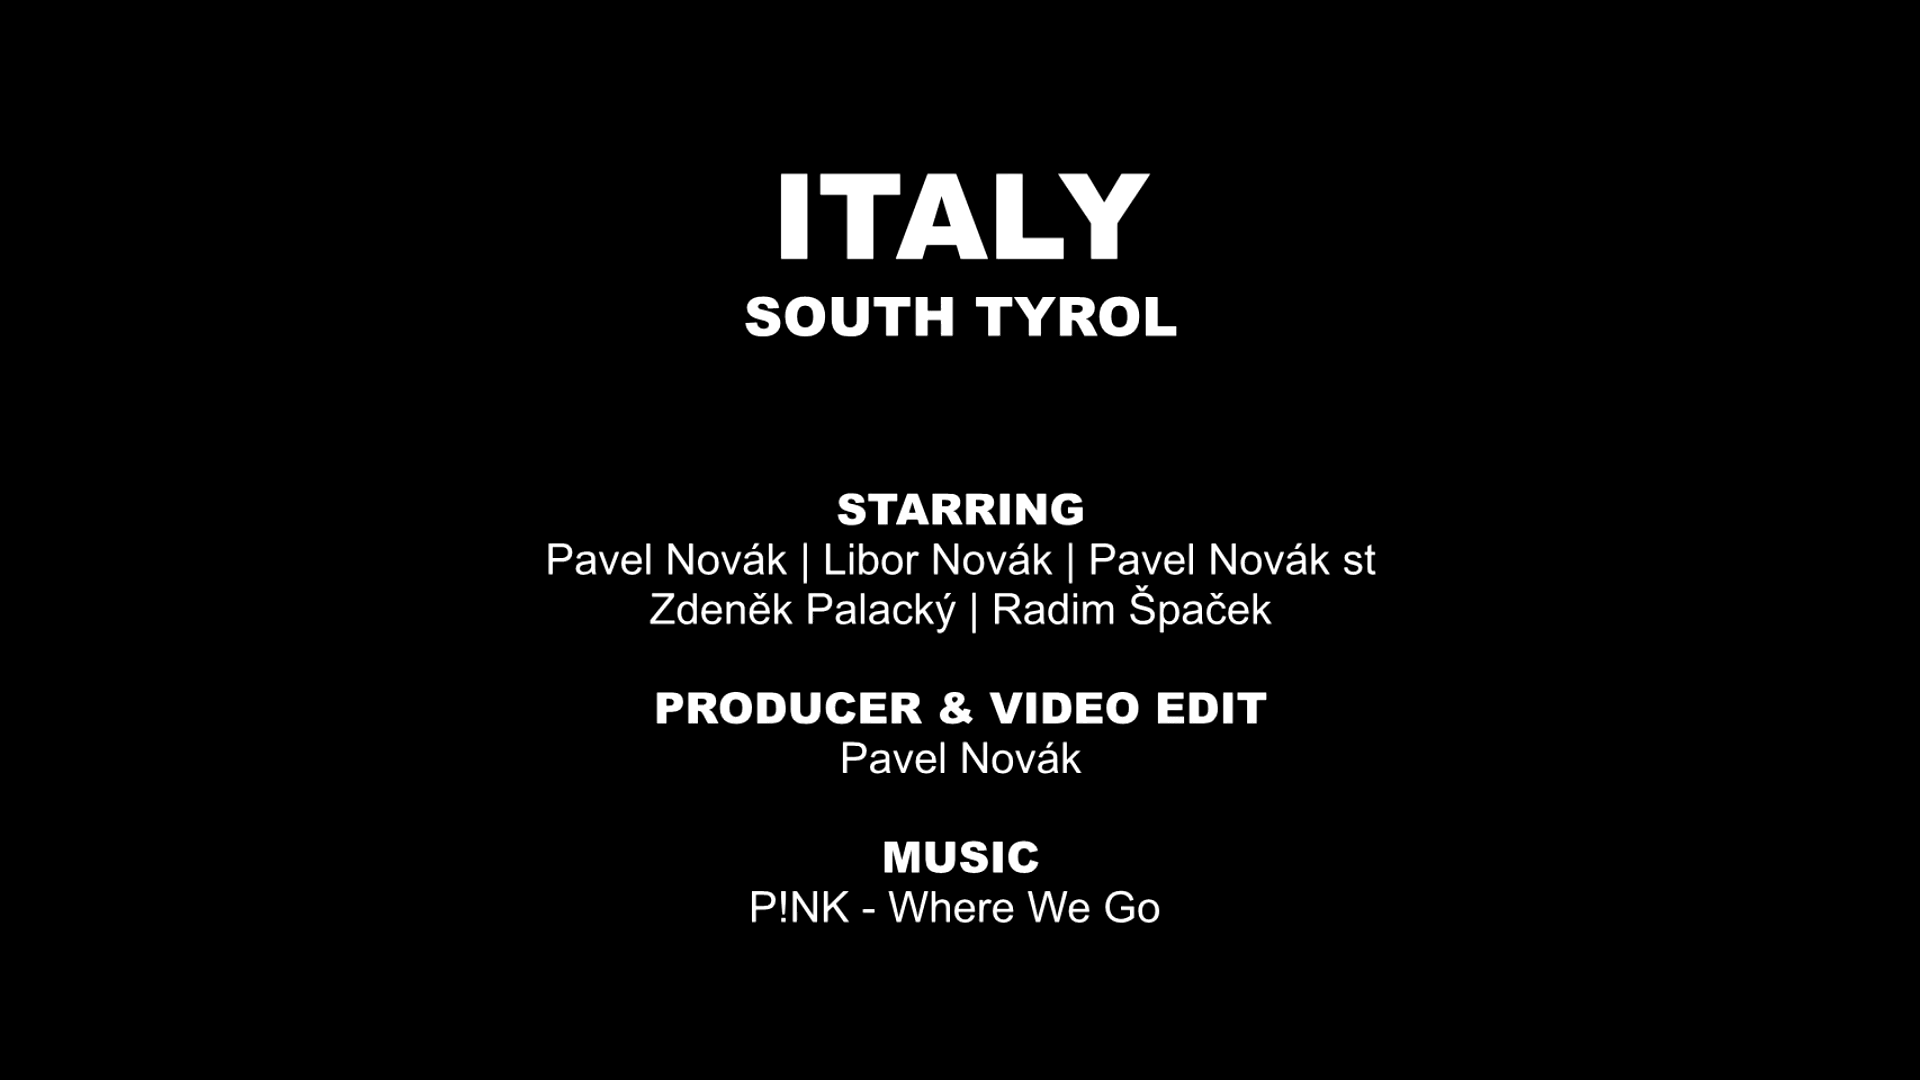 ITALY
SOUTH TYROL
STARRING
Pavel Novák | Libor Novák | Pavel Novák st
Zdeněk Palacký | Radim Špaček
PRODUCER & VIDEO EDIT
Pavel Novák
MUSIC
P!NK - Where We Go